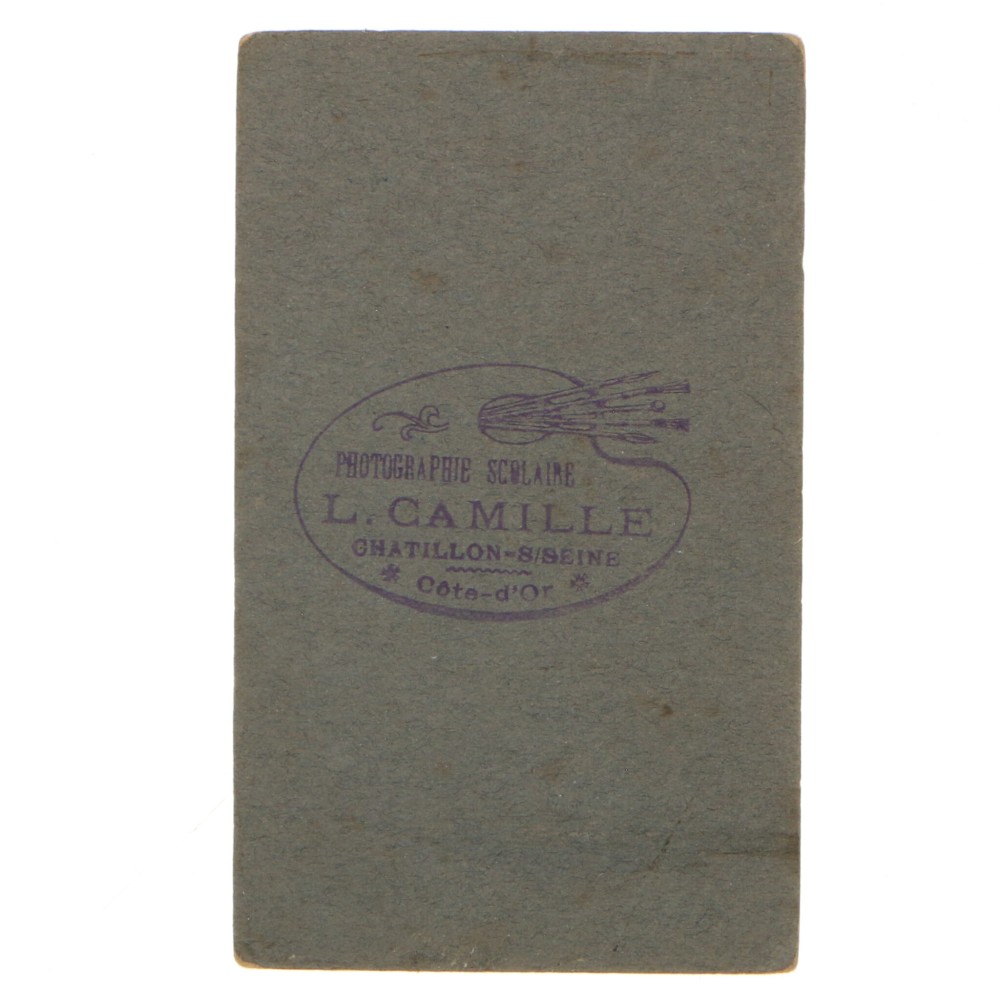 PHOTOGRAPHIE SCOLAIRE
L. CAMILLE
CHATILLON-S/SEINE
Côte-d'Or